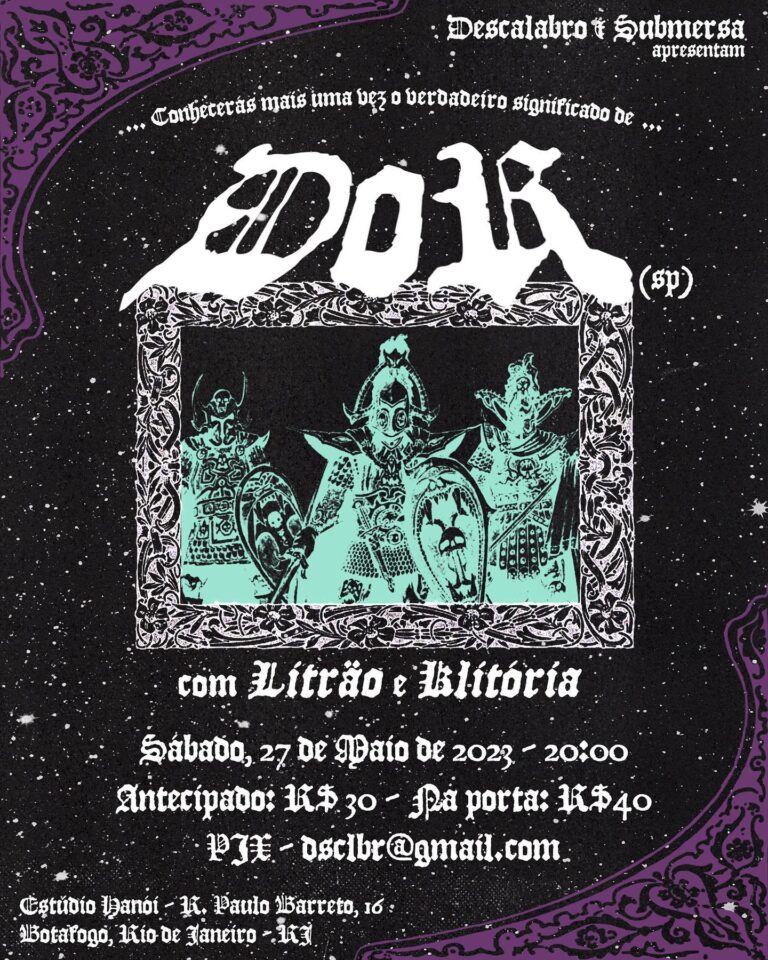 Descalabro & Submersa
apresentam
... Conhecerás mais uma vez o verdadeiro significado de ...
DoR
(sp)
com Litrão e Klitória
Sábado, 27 de Maio de 2023 - 20:00
Antecipado: R$ 30 - Na porta: R$40
PIX - dsclbr@gmail.com
Estúdio Hanói - R. Paulo Barreto, 16
Botafogo, Rio de Janeiro - RJ